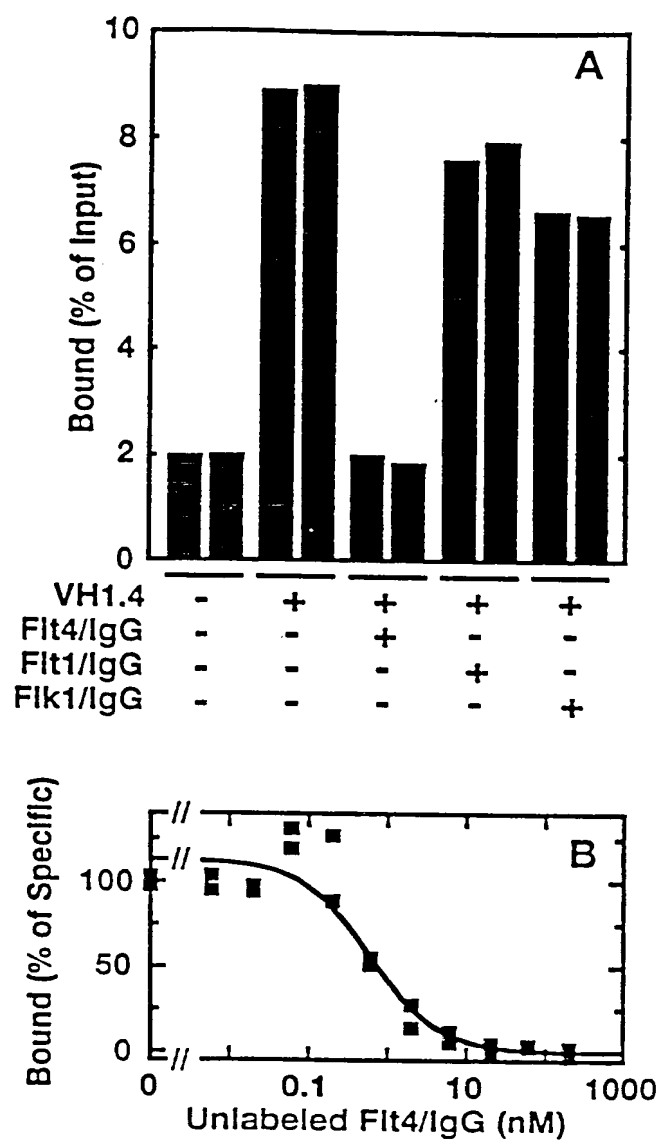 10
A
8
6
4
2
0
Bound (% of Input)
VH1.4 - + + + +
Flt4/IgG - - + - -
Flt1/IgG - - - + -
Flk1/IgG - - - - +
B
100
50
0
Bound (% of Specific)
0 0.1 10 1000
Unlabeled Flt4/IgG (nM)